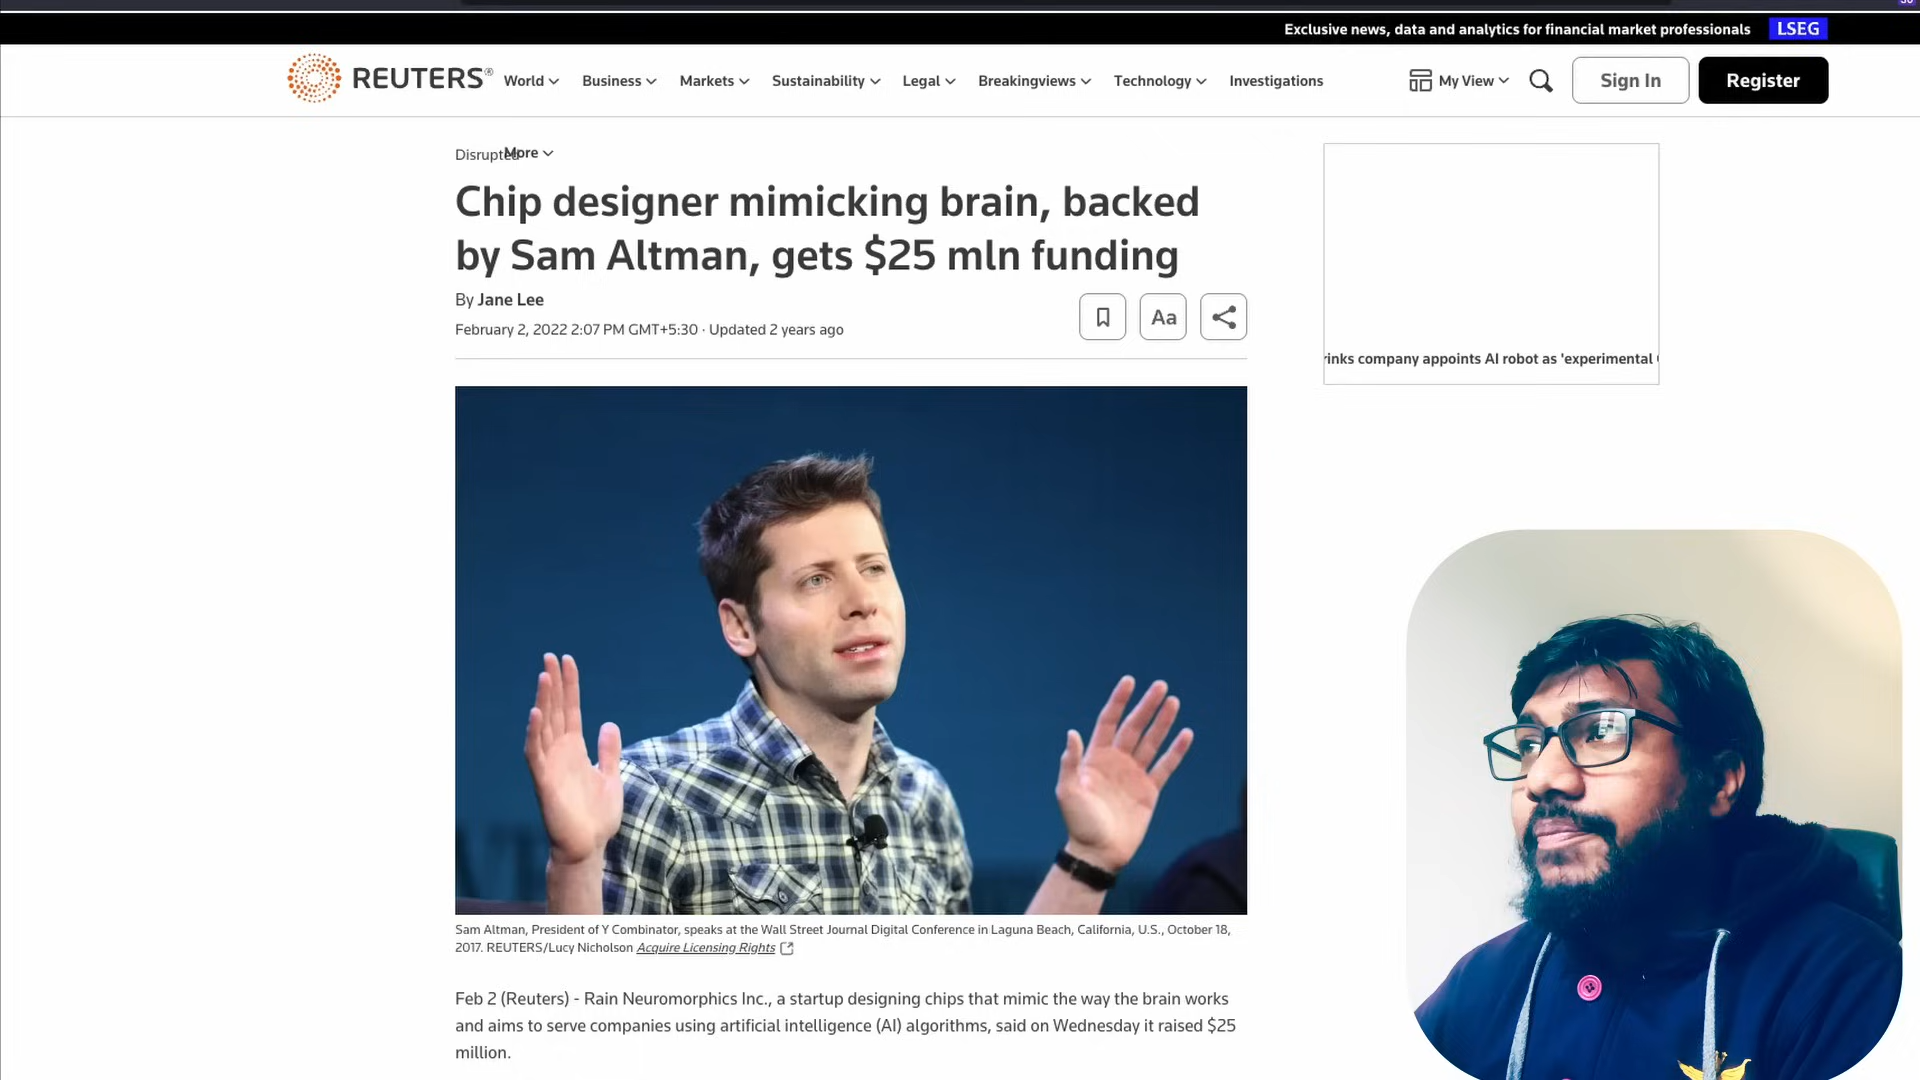 Exclusive news, data and analytics for financial market professionals LSEG
REUTERS® World Business Markets Sustainability Legal Breakingviews Technology Investigations My View Sign In Register
Disrupted More
Chip designer mimicking brain, backed
by Sam Altman, gets $25 mln funding
By Jane Lee
February 2, 2022 2:07 PM GMT+5:30 · Updated 2 years ago
Aa
rinks company appoints AI robot as 'experimental
Sam Altman, President of Y Combinator, speaks at the Wall Street Journal Digital Conference in Laguna Beach, California, U.S., October 18,
2017. REUTERS/Lucy Nicholson Acquire Licensing Rights
Feb 2 (Reuters) - Rain Neuromorphics Inc., a startup designing chips that mimic the way the brain works
and aims to serve companies using artificial intelligence (AI) algorithms, said on Wednesday it raised $25
million.